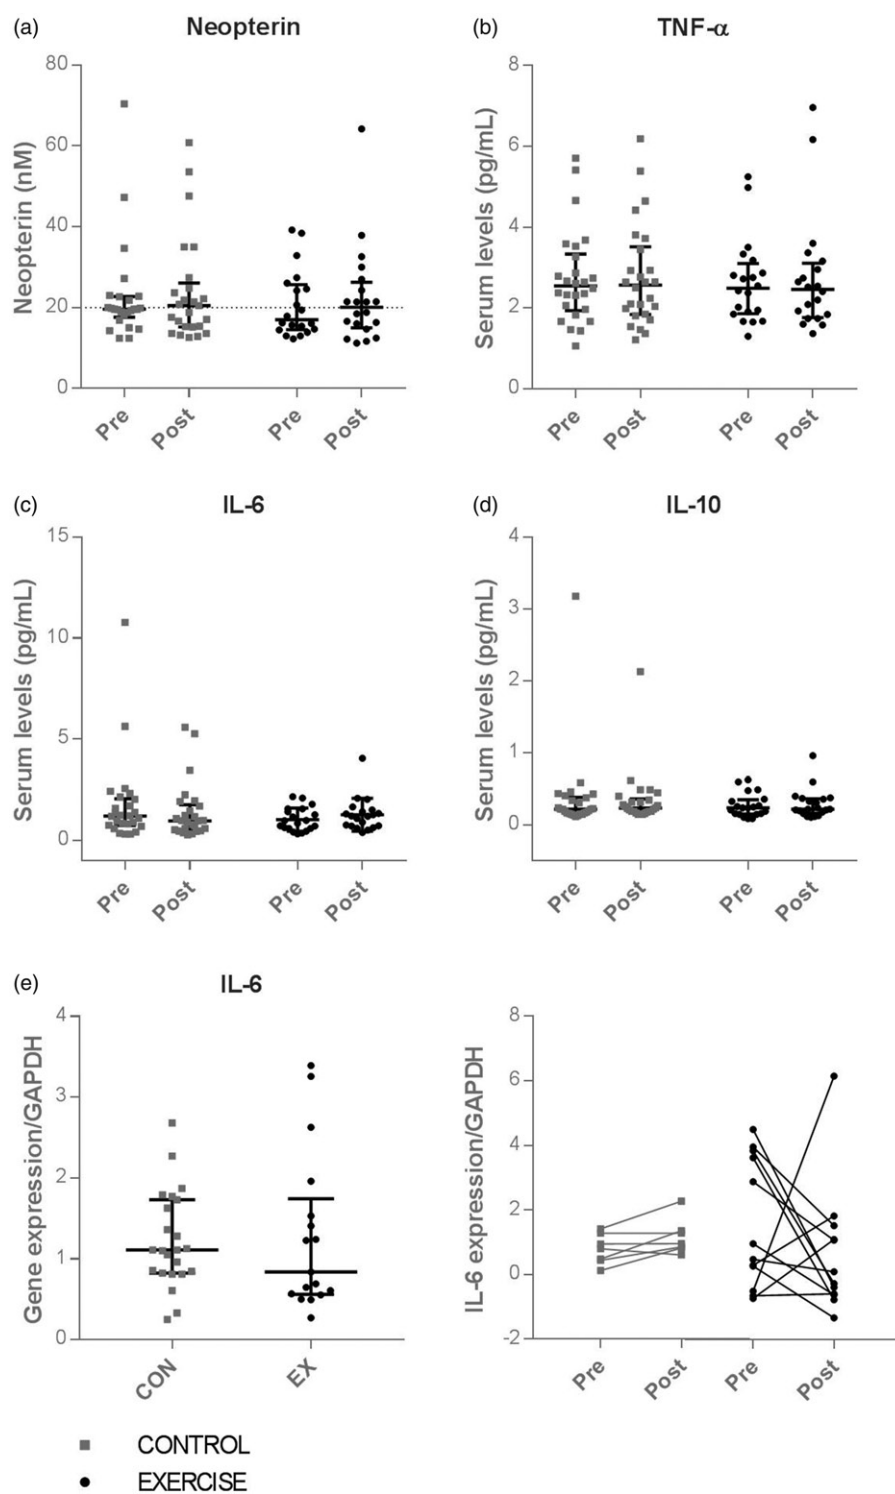 (a) Neopterin
Neopterin (nM)
80
60
40
20
0
Pre Post Pre Post
(b) TNF-α
Serum levels (pg/mL)
8
6
4
2
0
Pre Post Pre Post
(c) IL-6
Serum levels (pg/mL)
15
10
5
0
Pre Post Pre Post
(d) IL-10
Serum levels (pg/mL)
4
3
2
1
0
Pre Post Pre Post
(e) IL-6
Gene expression/GAPDH
4
3
2
1
0
CON EX
IL-6 expression/GAPDH
8
6
4
2
0
-2
Pre Post Pre Post
CONTROL
EXERCISE